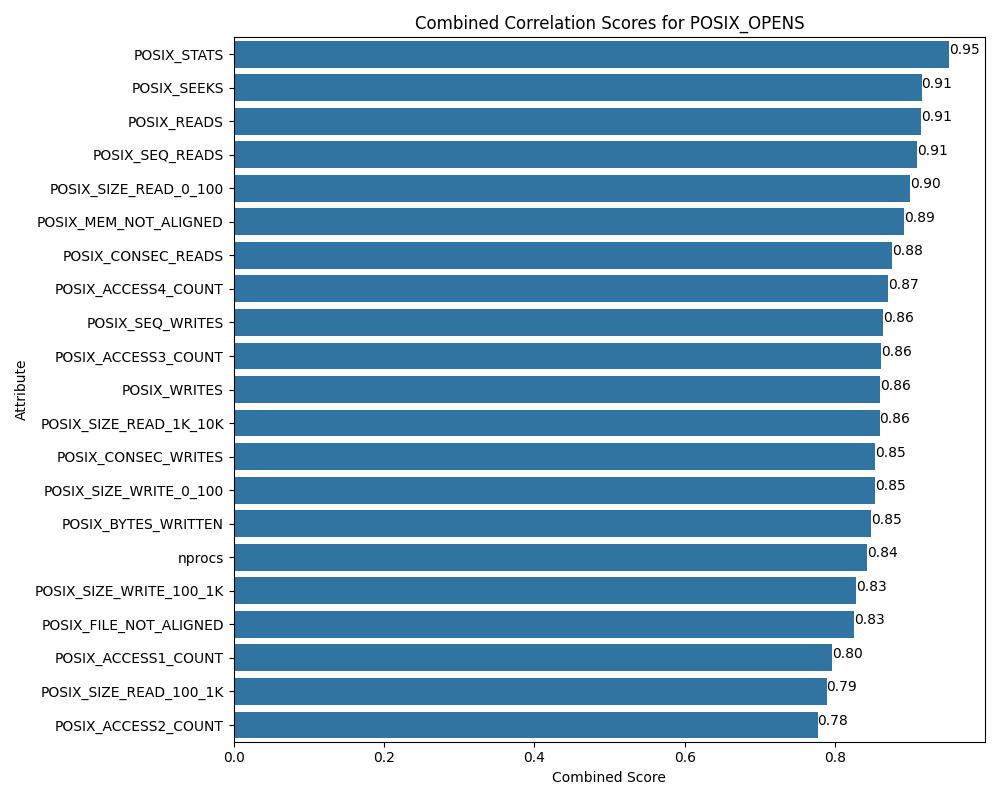 Combined Correlation Scores for POSIX_OPENS
Attribute
POSIX_STATS 0.95
POSIX_SEEKS 0.91
POSIX_READS 0.91
POSIX_SEQ_READS 0.91
POSIX_SIZE_READ_0_100 0.90
POSIX_MEM_NOT_ALIGNED 0.89
POSIX_CONSEC_READS 0.88
POSIX_ACCESS4_COUNT 0.87
POSIX_SEQ_WRITES 0.86
POSIX_ACCESS3_COUNT 0.86
POSIX_WRITES 0.86
POSIX_SIZE_READ_1K_10K 0.86
POSIX_CONSEC_WRITES 0.85
POSIX_SIZE_WRITE_0_100 0.85
POSIX_BYTES_WRITTEN 0.85
nprocs 0.84
POSIX_SIZE_WRITE_100_1K 0.83
POSIX_FILE_NOT_ALIGNED 0.83
POSIX_ACCESS1_COUNT 0.80
POSIX_SIZE_READ_100_1K 0.79
POSIX_ACCESS2_COUNT 0.78
0.0 0.2 0.4 0.6 0.8
Combined Score